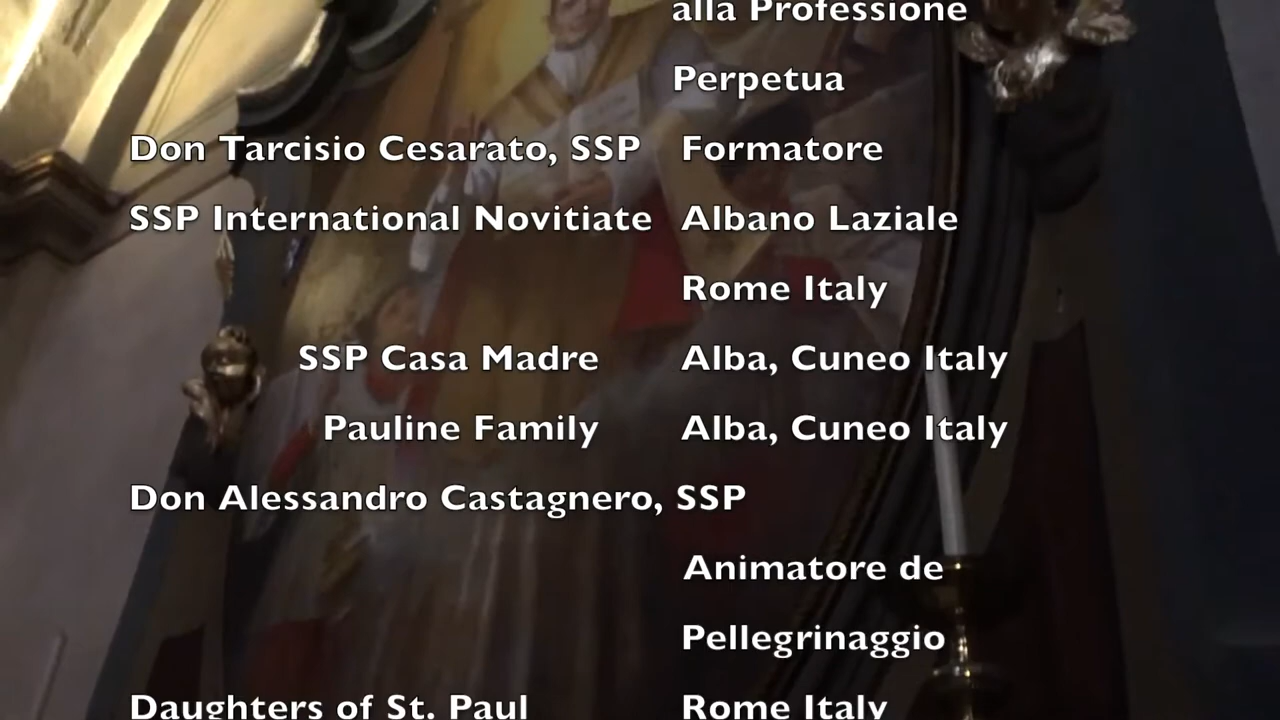 alla Professione
Perpetua
Don Tarcisio Cesarato, SSP Formatore
SSP International Novitiate Albano Laziale
Rome Italy
SSP Casa Madre Alba, Cuneo Italy
Pauline Family Alba, Cuneo Italy
Don Alessandro Castagnero, SSP
Animatore de
Pellegrinaggio
Daughters of St. Paul Rome Italy